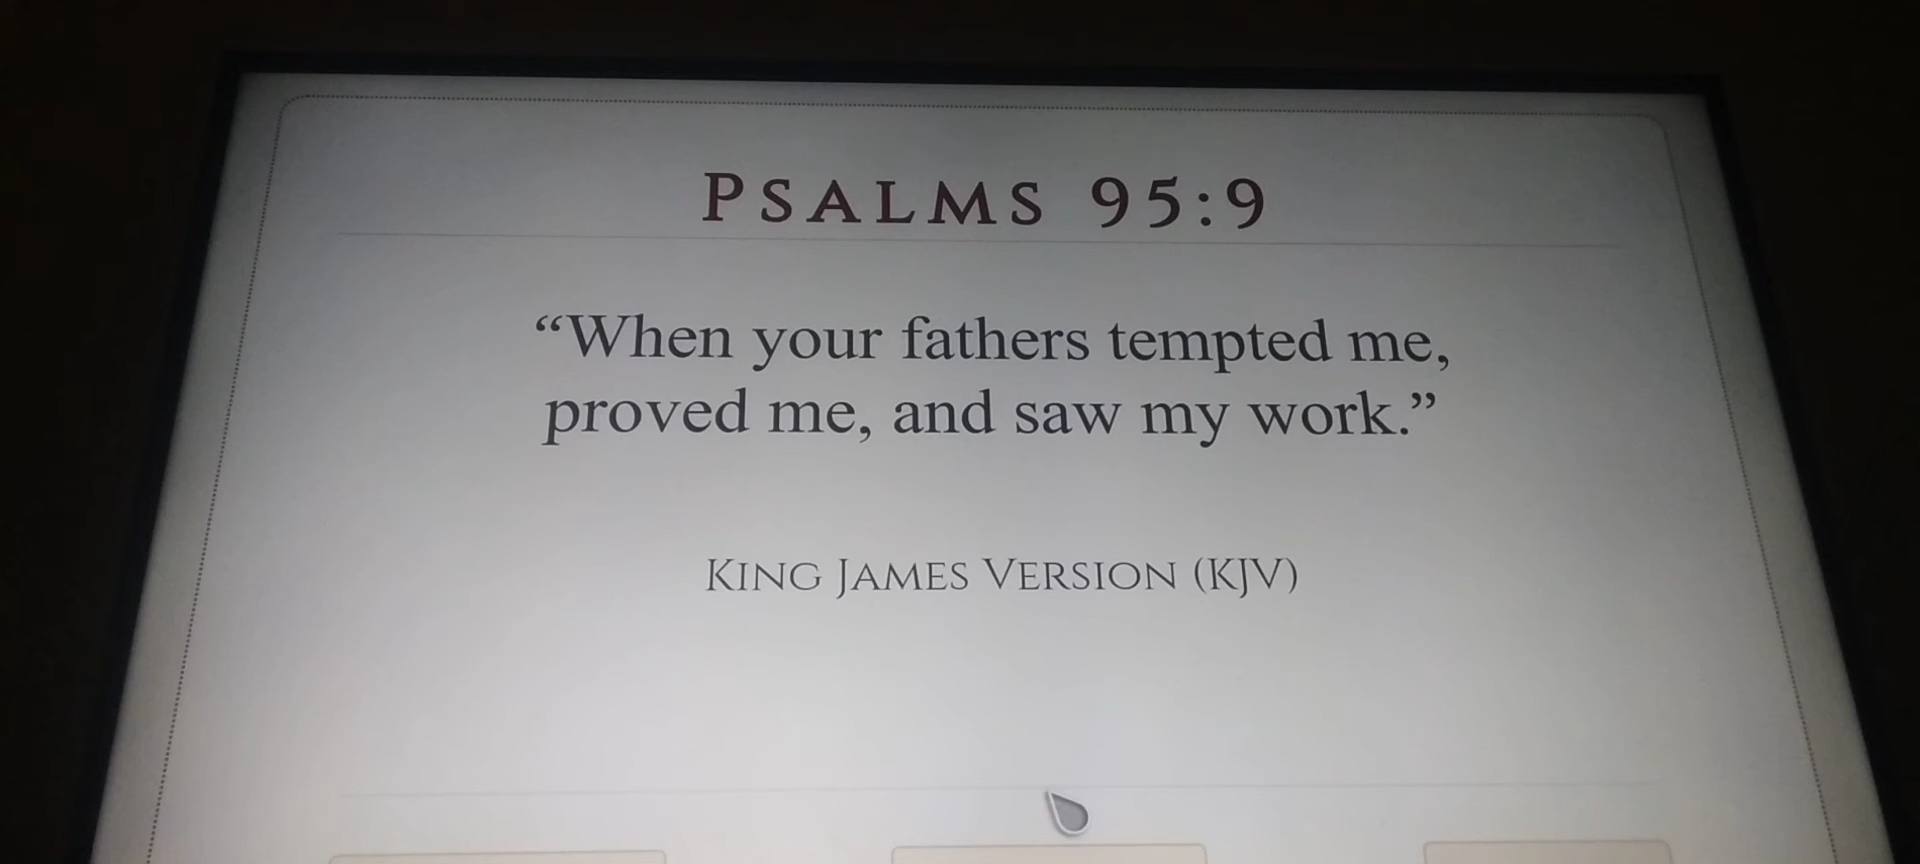 Psalms 95:9
“When your fathers tempted me,
proved me, and saw my work.”
King James Version (KJV)